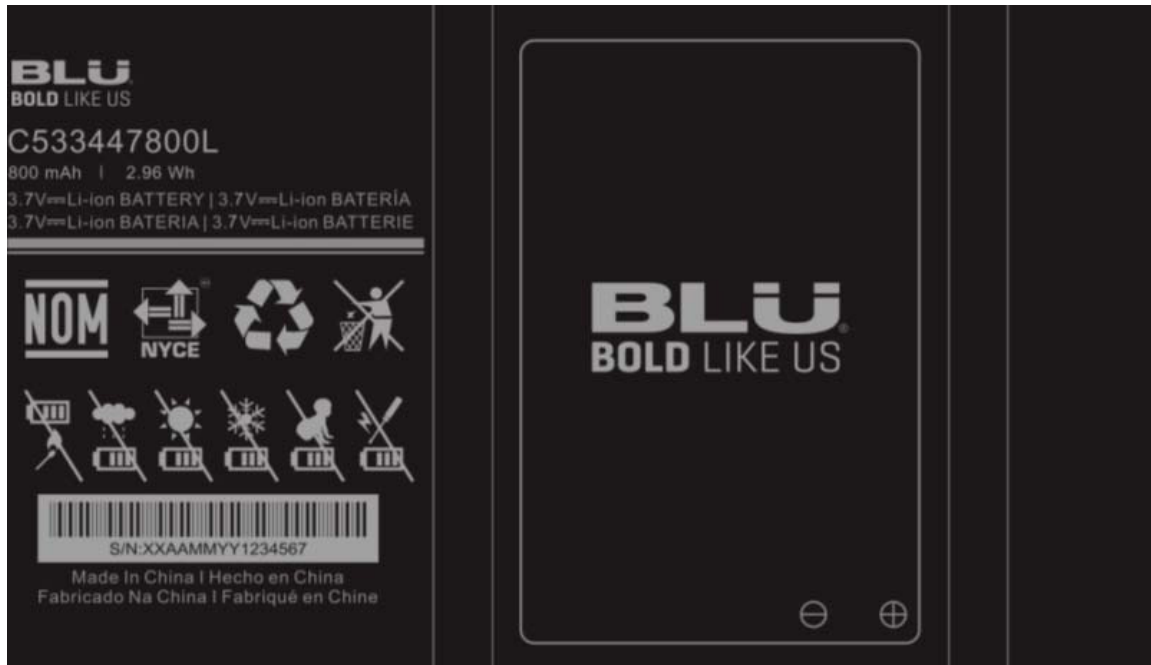 BLU
BOLD LIKE US
C533447800L
800 mAh | 2.96 Wh
3.7V⎓Li-ion BATTERY | 3.7V⎓Li-ion BATERÍA
3.7V⎓Li-ion BATERIA | 3.7V⎓Li-ion BATTERIE
NOM
NYCE
S/N:XXAAMMYY1234567
Made In China I Hecho en China
Fabricado Na China I Fabriqué en Chine
BLU®
BOLD LIKE US